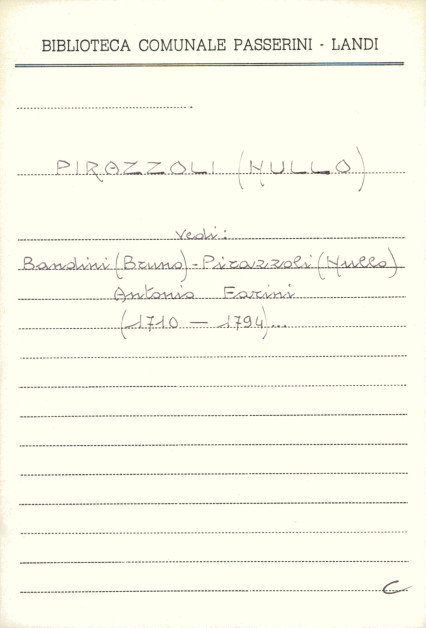 BIBLIOTECA COMUNALE PASSERINI - LANDI
PIRAZZOLI (NULLO)
vedi:
Bandini (Bruno) - Pirazzoli (Nullo)
Antonio Farini
(1710 — 1794)...
C